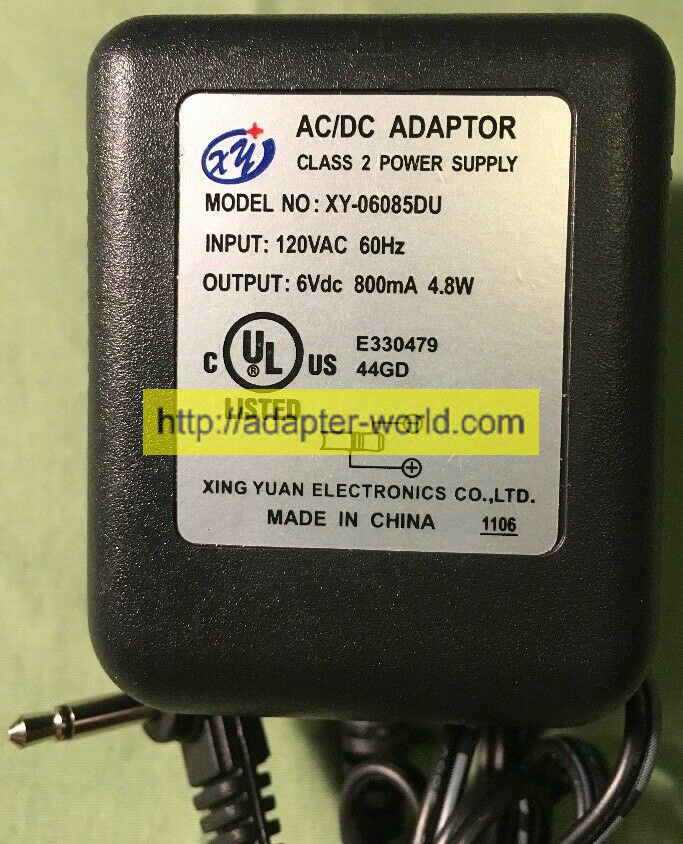 XY
AC/DC ADAPTOR
CLASS 2 POWER SUPPLY
MODEL NO: XY-06085DU
INPUT: 120VAC 60Hz
OUTPUT: 6Vdc 800mA 4.8W
C UL ® US
E330479
44GD
LISTED
http://adapter-world.com
XING YUAN ELECTRONICS CO.,LTD.
MADE IN CHINA 1106